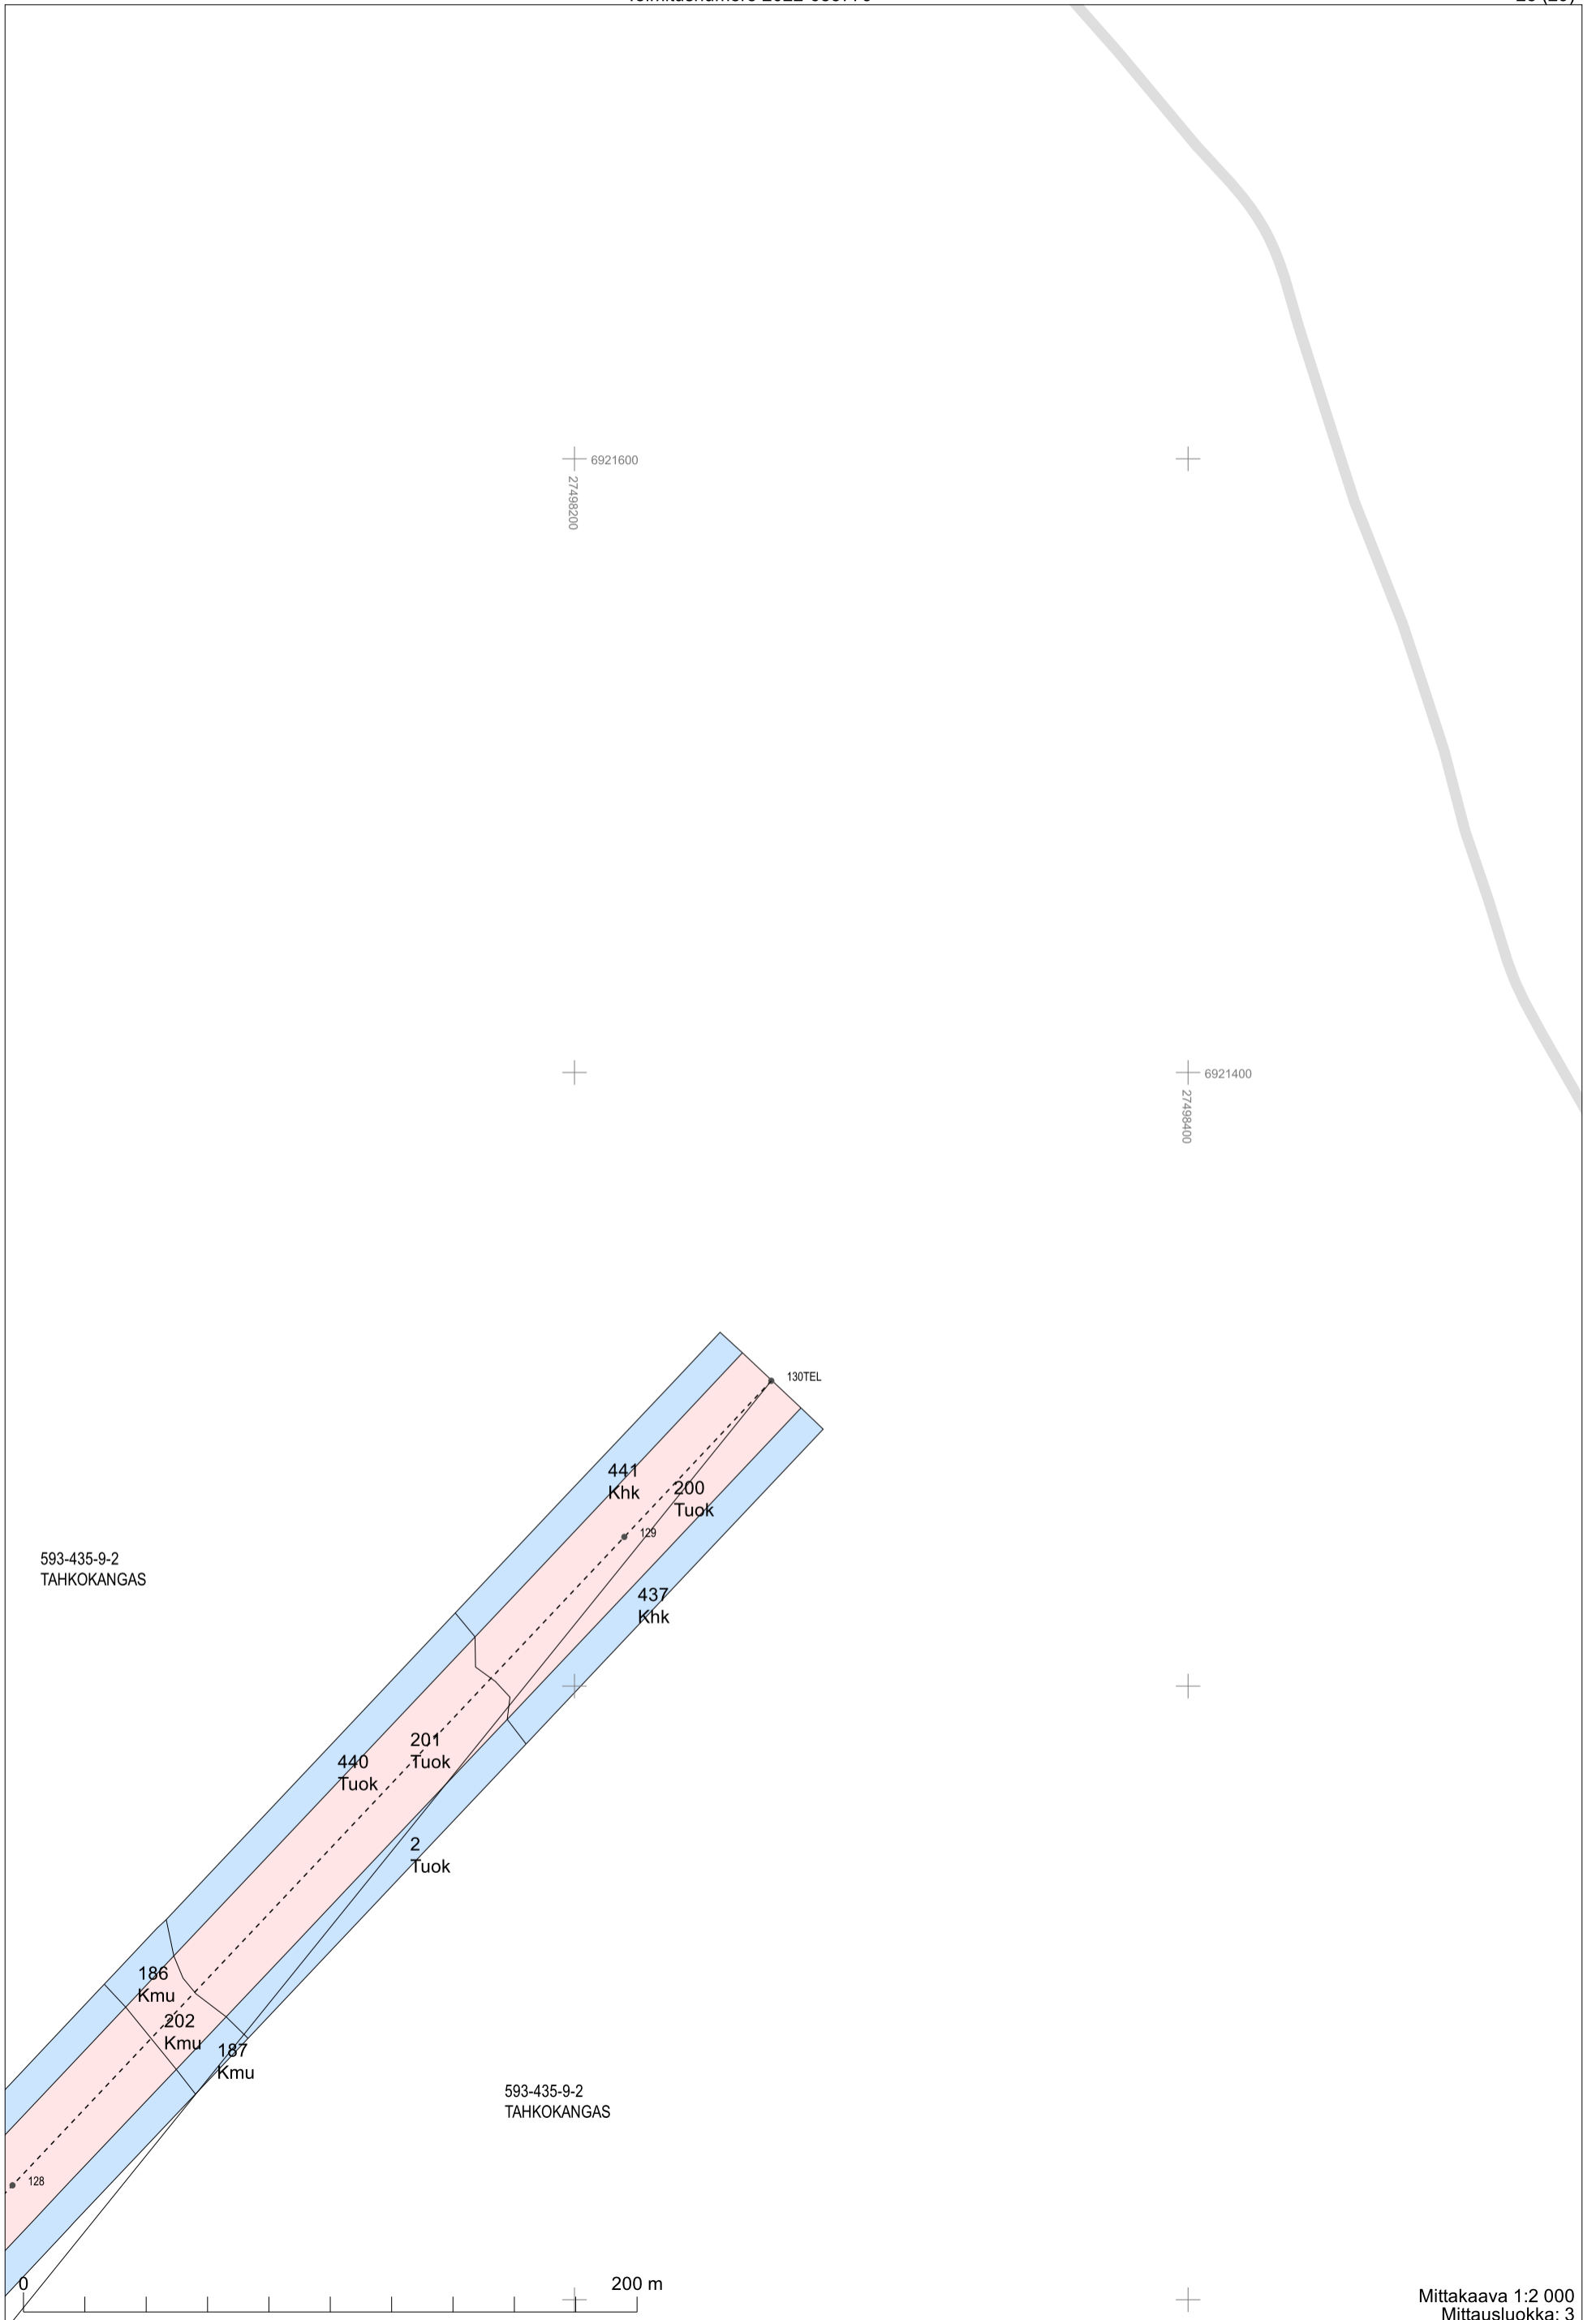 6921600
27498200
6921400
27498400
130TEL
441
Khk
200
Tuok
129
593-435-9-2
TAHKOKANGAS
437
Khk
201
Tuok
440
Tuok
2
Tuok
186
Kmu
202
Kmu
187
Kmu
593-435-9-2
TAHKOKANGAS
128
0
200 m
Mittakaava 1:2 000
Mittausluokka: 3